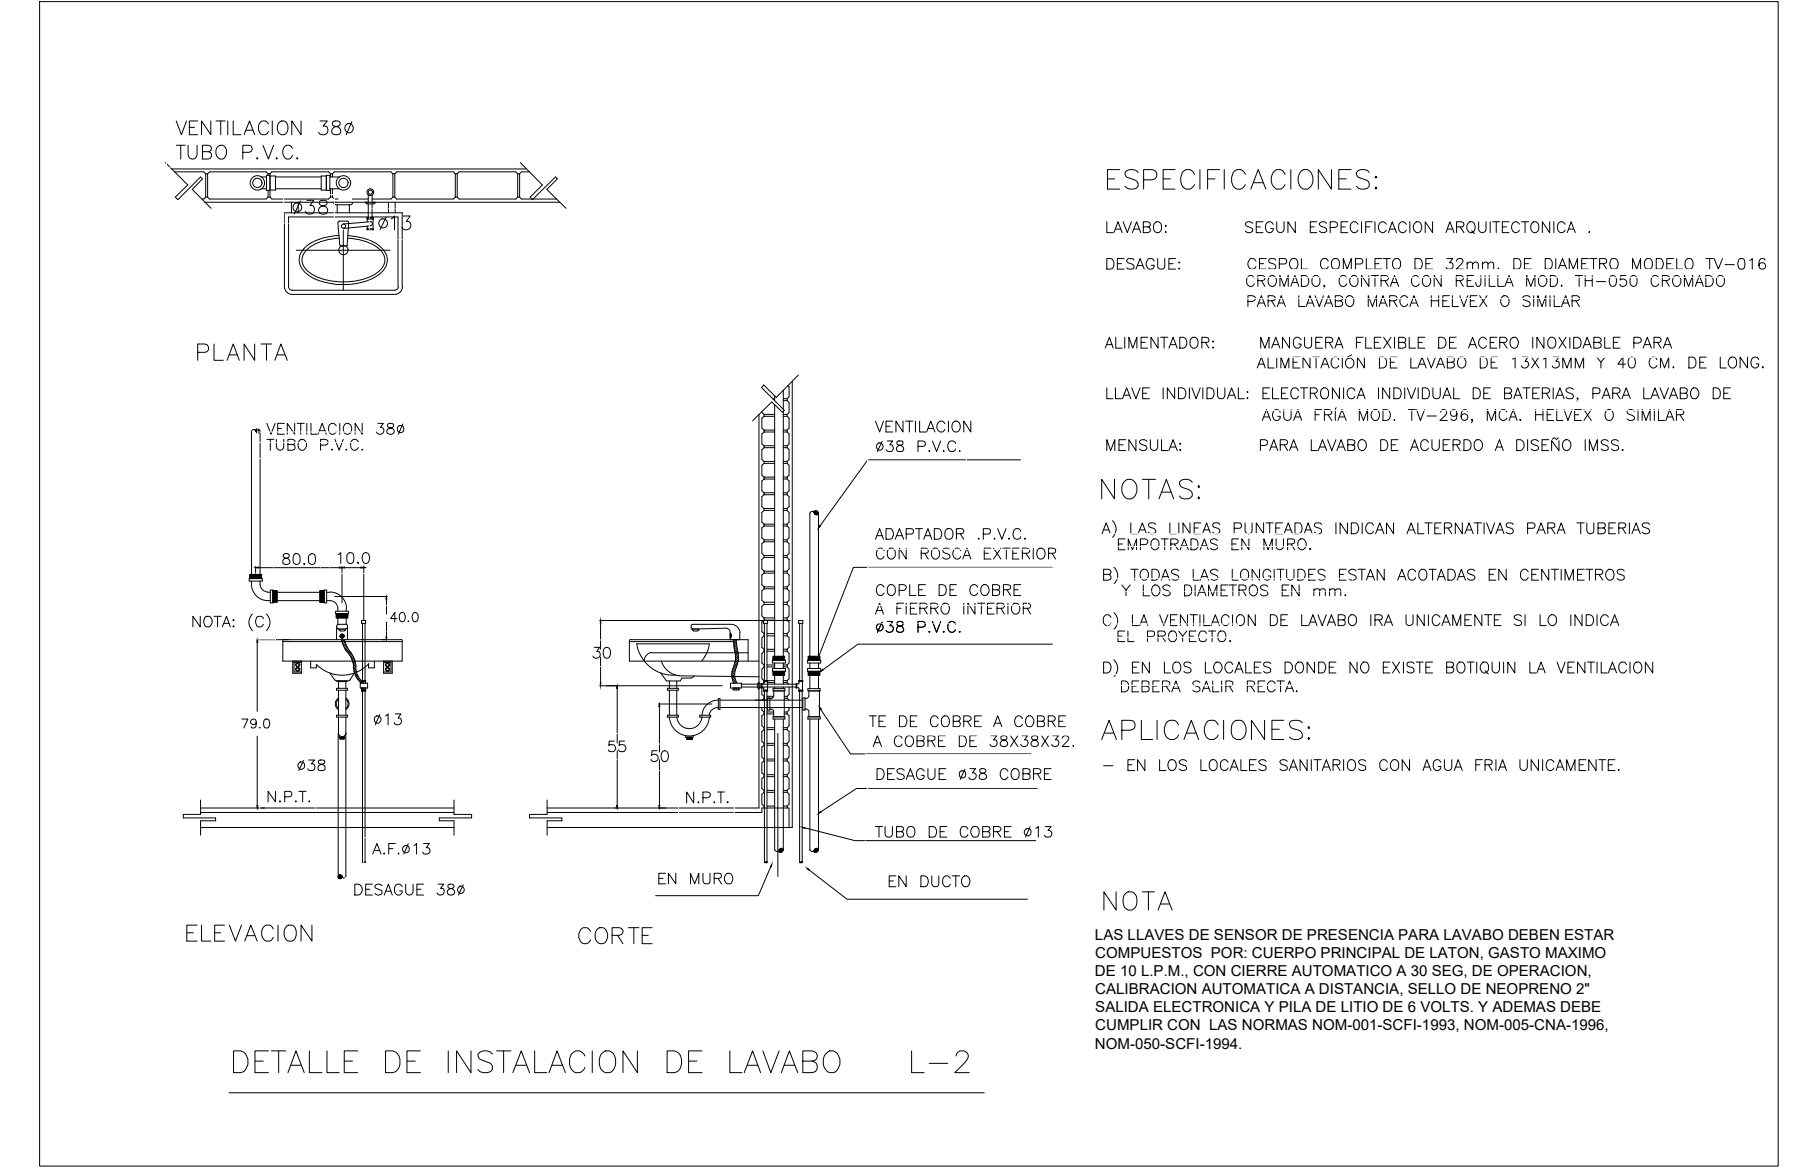 VENTILACION 38ø
TUBO P.V.C.
ø38
ø13
PLANTA
VENTILACION 38ø
TUBO P.V.C.
80.0
10.0
40.0
NOTA: (C)
79.0
ø13
ø38
N.P.T.
A.F.ø13
DESAGUE 38ø
ELEVACION
30
55
50
N.P.T.
EN MURO
CORTE
VENTILACION
ø38 P.V.C.
ADAPTADOR .P.V.C.
CON ROSCA EXTERIOR
COPLE DE COBRE
A FIERRO INTERIOR
ø38 P.V.C.
TE DE COBRE A COBRE
A COBRE DE 38X38X32.
DESAGUE ø38 COBRE
TUBO DE COBRE ø13
EN DUCTO
DETALLE DE INSTALACION DE LAVABO L-2
ESPECIFICACIONES:
LAVABO: SEGUN ESPECIFICACION ARQUITECTONICA .
DESAGUE: CESPOL COMPLETO DE 32mm. DE DIAMETRO MODELO TV-016
CROMADO, CONTRA CON REJILLA MOD. TH-050 CROMADO
PARA LAVABO MARCA HELVEX O SIMILAR
ALIMENTADOR: MANGUERA FLEXIBLE DE ACERO INOXIDABLE PARA
ALIMENTACIÓN DE LAVABO DE 13X13MM Y 40 CM. DE LONG.
LLAVE INDIVIDUAL: ELECTRONICA INDIVIDUAL DE BATERIAS, PARA LAVABO DE
AGUA FRÍA MOD. TV-296, MCA. HELVEX O SIMILAR
MENSULA: PARA LAVABO DE ACUERDO A DISEÑO IMSS.
NOTAS:
A) LAS LINEAS PUNTEADAS INDICAN ALTERNATIVAS PARA TUBERIAS
EMPOTRADAS EN MURO.
B) TODAS LAS LONGITUDES ESTAN ACOTADAS EN CENTIMETROS
Y LOS DIAMETROS EN mm.
C) LA VENTILACION DE LAVABO IRA UNICAMENTE SI LO INDICA
EL PROYECTO.
D) EN LOS LOCALES DONDE NO EXISTE BOTIQUIN LA VENTILACION
DEBERA SALIR RECTA.
APLICACIONES:
- EN LOS LOCALES SANITARIOS CON AGUA FRIA UNICAMENTE.
NOTA
LAS LLAVES DE SENSOR DE PRESENCIA PARA LAVABO DEBEN ESTAR
COMPUESTOS POR: CUERPO PRINCIPAL DE LATON, GASTO MAXIMO
DE 10 L.P.M., CON CIERRE AUTOMATICO A 30 SEG, DE OPERACION,
CALIBRACION AUTOMATICA A DISTANCIA, SELLO DE NEOPRENO 2"
SALIDA ELECTRONICA Y PILA DE LITIO DE 6 VOLTS. Y ADEMAS DEBE
CUMPLIR CON LAS NORMAS NOM-001-SCFI-1993, NOM-005-CNA-1996,
NOM-050-SCFI-1994.